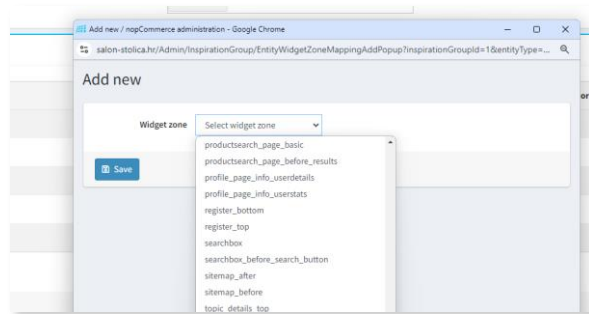 Add new / nopCommerce administration - Google Chrome
salon-stolica.hr/Admin/InspirationGroup/EntityWidgetZoneMappingAddPopup?inspirationGroupId=1&entityType=...
Add new
or
Widget zone
Select widget zone
productsearch_page_basic
productsearch_page_before_results
Save
profile_page_info_userdetails
profile_page_info_userstats
register_bottom
register_top
searchbox
searchbox_before_search_button
sitemap_after
sitemap_before
topic_details_top